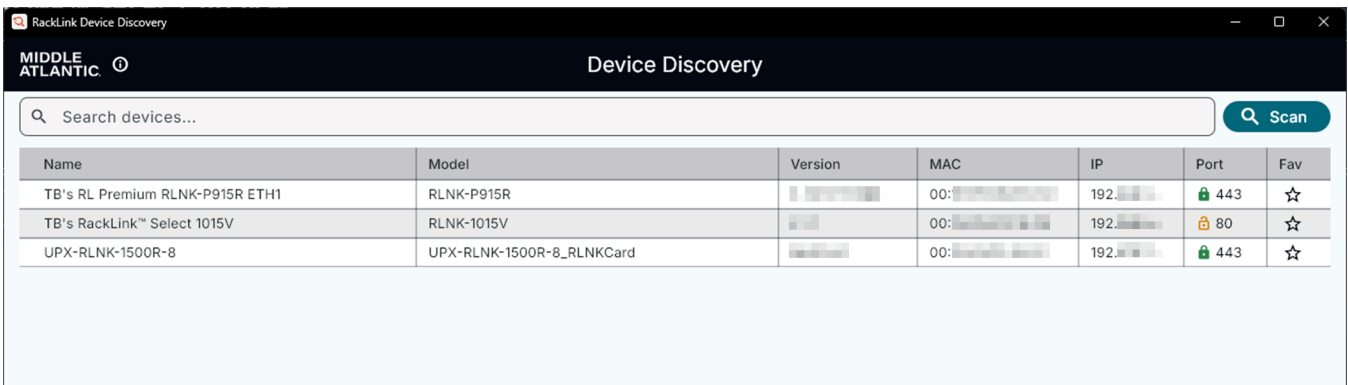 RackLink Device Discovery
MIDDLE
ATLANTIC.
Device Discovery
Search devices...
Scan
Name Model Version MAC IP Port Fav
TB's RL Premium RLNK-P915R ETH1 RLNK-P915R 00: 192. 443
TB's RackLink™ Select 1015V RLNK-1015V 00: 192. 80
UPX-RLNK-1500R-8 UPX-RLNK-1500R-8_RLNKCard 00: 192. 443